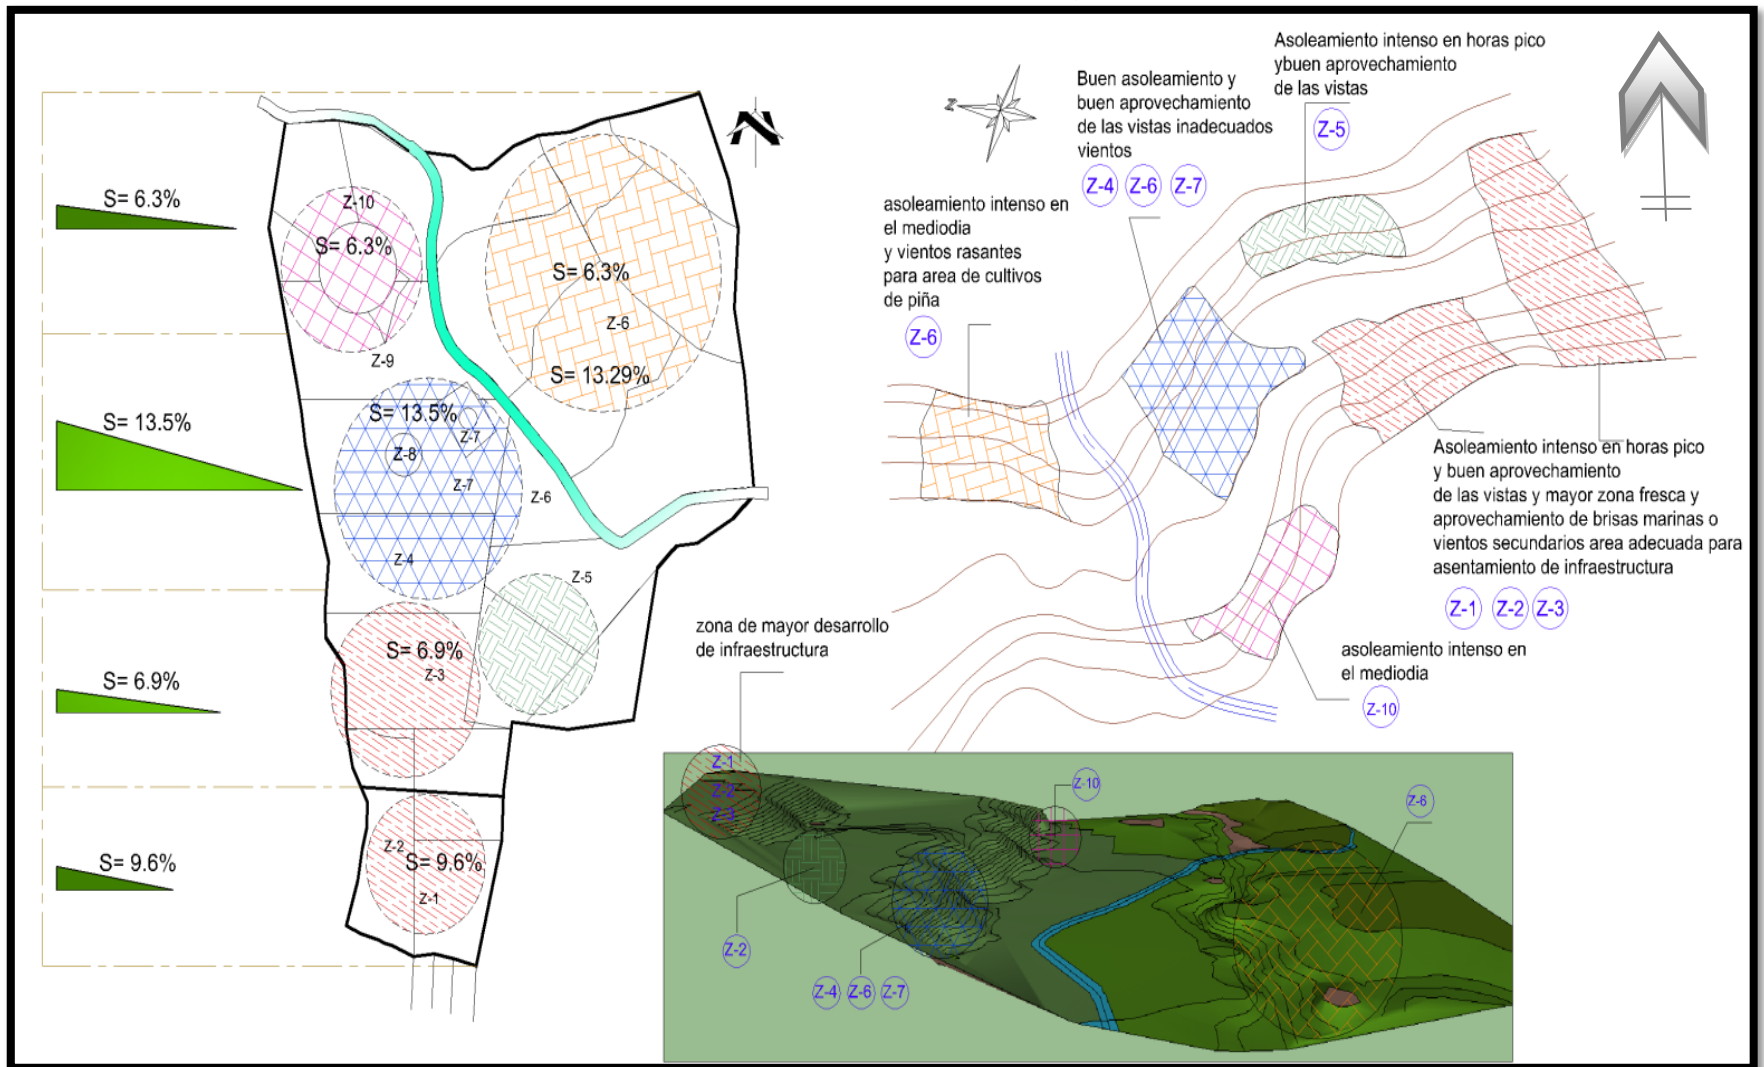 S= 6.3%
S= 13.5%
S= 6.9%
S= 9.6%
N
Z-10
S= 6.3%
Z-9
S= 6.3%
Z-6
S= 13.29%
S= 13.5%
Z-7
Z-8
Z-7
Z-6
Z-4
Z-5
S= 6.9%
Z-3
Z-2
S= 9.6%
Z-1
N
asoleamiento intenso en
el mediodia
y vientos rasantes
para area de cultivos
de piña
Z-6
Buen asoleamiento y
buen aprovechamiento
de las vistas inadecuados
vientos
Z-4 Z-6 Z-7
Asoleamiento intenso en horas pico
ybuen aprovechamiento
de las vistas
Z-5
Asoleamiento intenso en horas pico
y buen aprovechamiento
de las vistas y mayor zona fresca y
aprovechamiento de brisas marinas o
vientos secundarios area adecuada para
asentamiento de infraestructura
Z-1 Z-2 Z-3
asoleamiento intenso en
el mediodia
Z-10
zona de mayor desarrollo
de infraestructura
Z-1
Z-2
Z-3
Z-10
Z-6
Z-2
Z-4 Z-6 Z-7